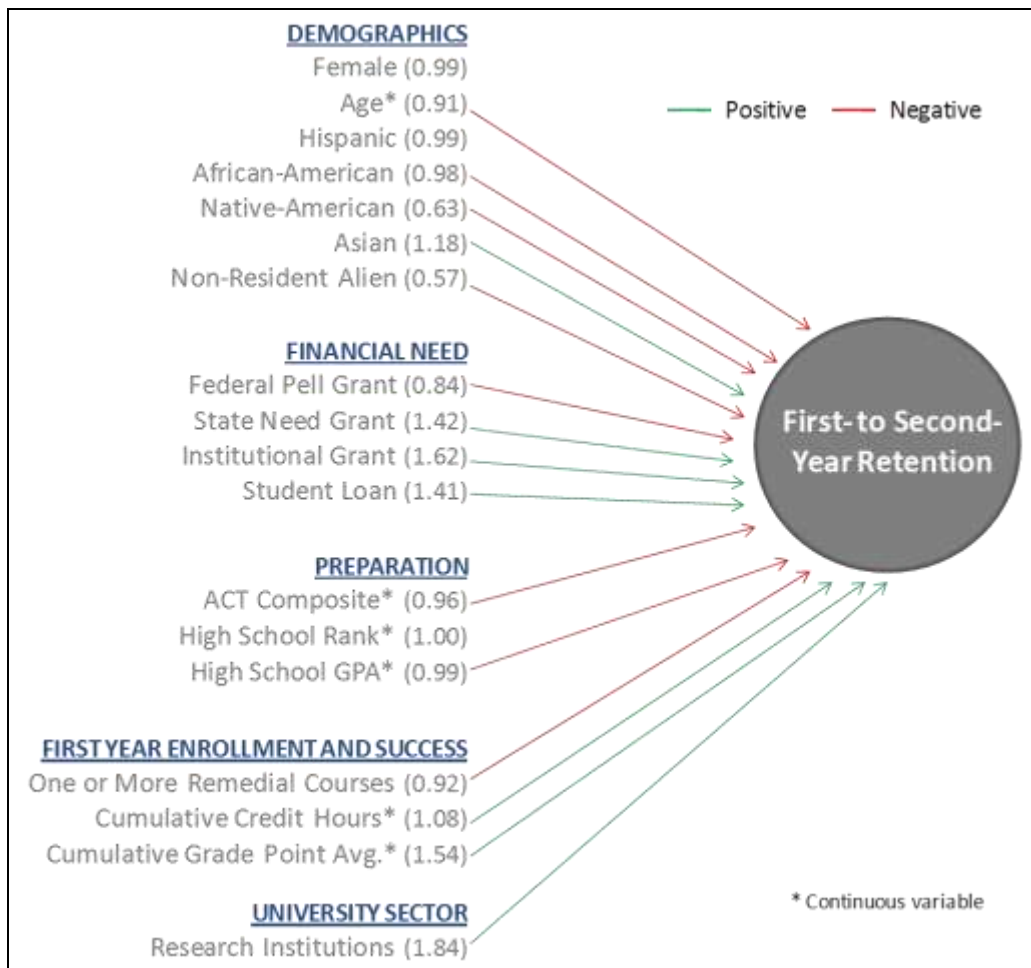 DEMOGRAPHICS
Female (0.99)
Age* (0.91)
Hispanic (0.99)
African-American (0.98)
Native-American (0.63)
Asian (1.18)
Non-Resident Alien (0.57)
Positive
Negative
FINANCIAL NEED
Federal Pell Grant (0.84)
State Need Grant (1.42)
Institutional Grant (1.62)
Student Loan (1.41)
First- to Second-
Year Retention
PREPARATION
ACT Composite* (0.96)
High School Rank* (1.00)
High School GPA* (0.99)
FIRST YEAR ENROLLMENT AND SUCCESS
One or More Remedial Courses (0.92)
Cumulative Credit Hours* (1.08)
Cumulative Grade Point Avg.* (1.54)
UNIVERSITY SECTOR
Research Institutions (1.84)
* Continuous variable